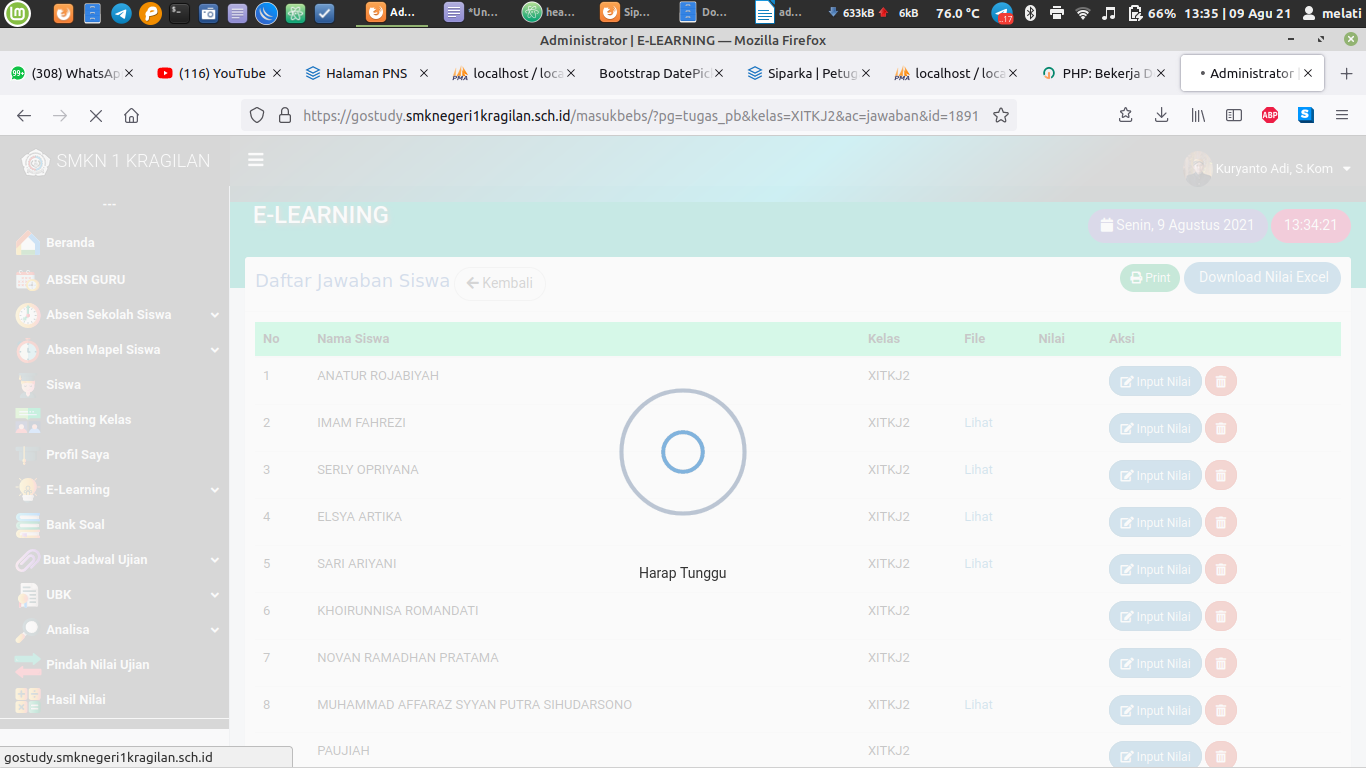 Ad...
*Un...
hea...
Sip...
Do...
ad...
633kB 6kB 76.0 °C 17 66% 13:35 | 09 Agu 21 melati
Administrator | E-LEARNING — Mozilla Firefox
99+ (308) WhatsAp
(116) YouTube
Halaman PNS
localhost / loca
Bootstrap DatePic
Siparka | Petug
localhost / loca
PHP: Bekerja D
Administrator |
https://gostudy.smknegeri1kragilan.sch.id/masukbebs/?pg=tugas_pb&kelas=XITKJ2&ac=jawaban&id=1891
ABP
S
SMKN 1 KRAGILAN
Kuryanto Adi, S.Kom
---
E-LEARNING
Senin, 9 Agustus 2021
13:34:21
Beranda
ABSEN GURU
Absen Sekolah Siswa
Absen Mapel Siswa
Siswa
Chatting Kelas
Profil Saya
E-Learning
Bank Soal
Buat Jadwal Ujian
UBK
Analisa
Pindah Nilai Ujian
Hasil Nilai
Daftar Jawaban Siswa
Kembali
Print
Download Nilai Excel
No Nama Siswa Kelas File Nilai Aksi
1 ANATUR ROJABIYAH XITKJ2 Input Nilai
2 IMAM FAHREZI XITKJ2 Lihat Input Nilai
3 SERLY OPRIYANA XITKJ2 Lihat Input Nilai
4 ELSYA ARTIKA XITKJ2 Lihat Input Nilai
5 SARI ARIYANI XITKJ2 Lihat Input Nilai
6 KHOIRUNNISA ROMANDATI XITKJ2 Input Nilai
7 NOVAN RAMADHAN PRATAMA XITKJ2 Input Nilai
8 MUHAMMAD AFFARAZ SYYAN PUTRA SIHUDARSONO XITKJ2 Lihat Input Nilai
PAUJIAH XITKJ2 Input Nilai
Harap Tunggu
gostudy.smknegeri1kragilan.sch.id